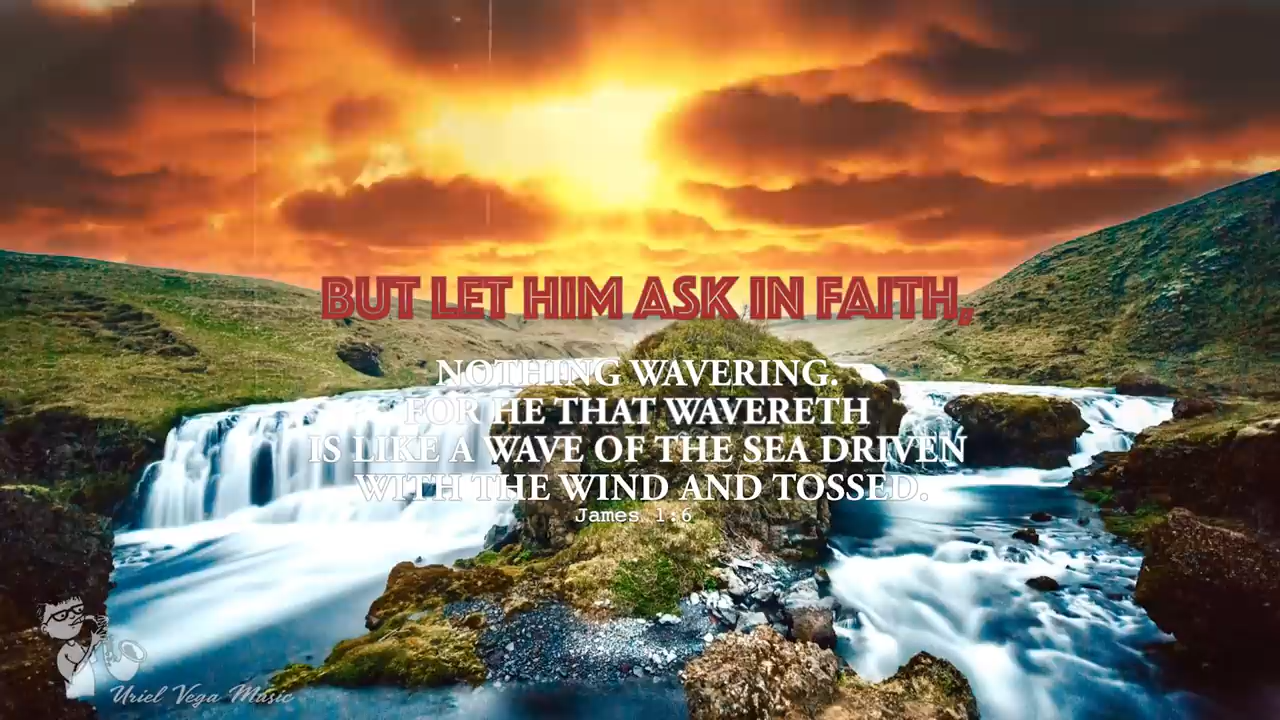 BUT LET HIM ASK IN FAITH,
NOTHING WAVERING.
FOR HE THAT WAVERETH
IS LIKE A WAVE OF THE SEA DRIVEN
WITH THE WIND AND TOSSED.
James 1:6
Uriel Vega Music